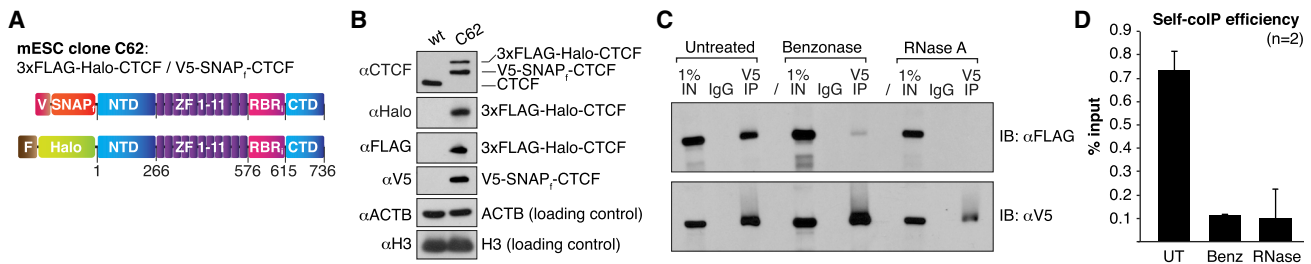 A
mESC clone C62:
3xFLAG-Halo-CTCF / V5-SNAPf-CTCF
V SNAPf NTD ZF 1-11 RBRi CTD
F Halo NTD ZF 1-11 RBRi CTD
1 266 576 615 736
B
wt C62
αCTCF
3xFLAG-Halo-CTCF
V5-SNAPf-CTCF
CTCF
αHalo 3xFLAG-Halo-CTCF
αFLAG 3xFLAG-Halo-CTCF
αV5 V5-SNAPf-CTCF
αACTB ACTB (loading control)
αH3 H3 (loading control)
C
Untreated Benzonase RNase A
1% V5 1% V5 1% V5
IN IgG IP / IN IgG IP / IN IgG IP
IB: αFLAG
IB: αV5
D
Self-coIP efficiency
(n=2)
% input
0.9
0.8
0.7
0.6
0.5
0.4
0.3
0.2
0.1
UT Benz RNase